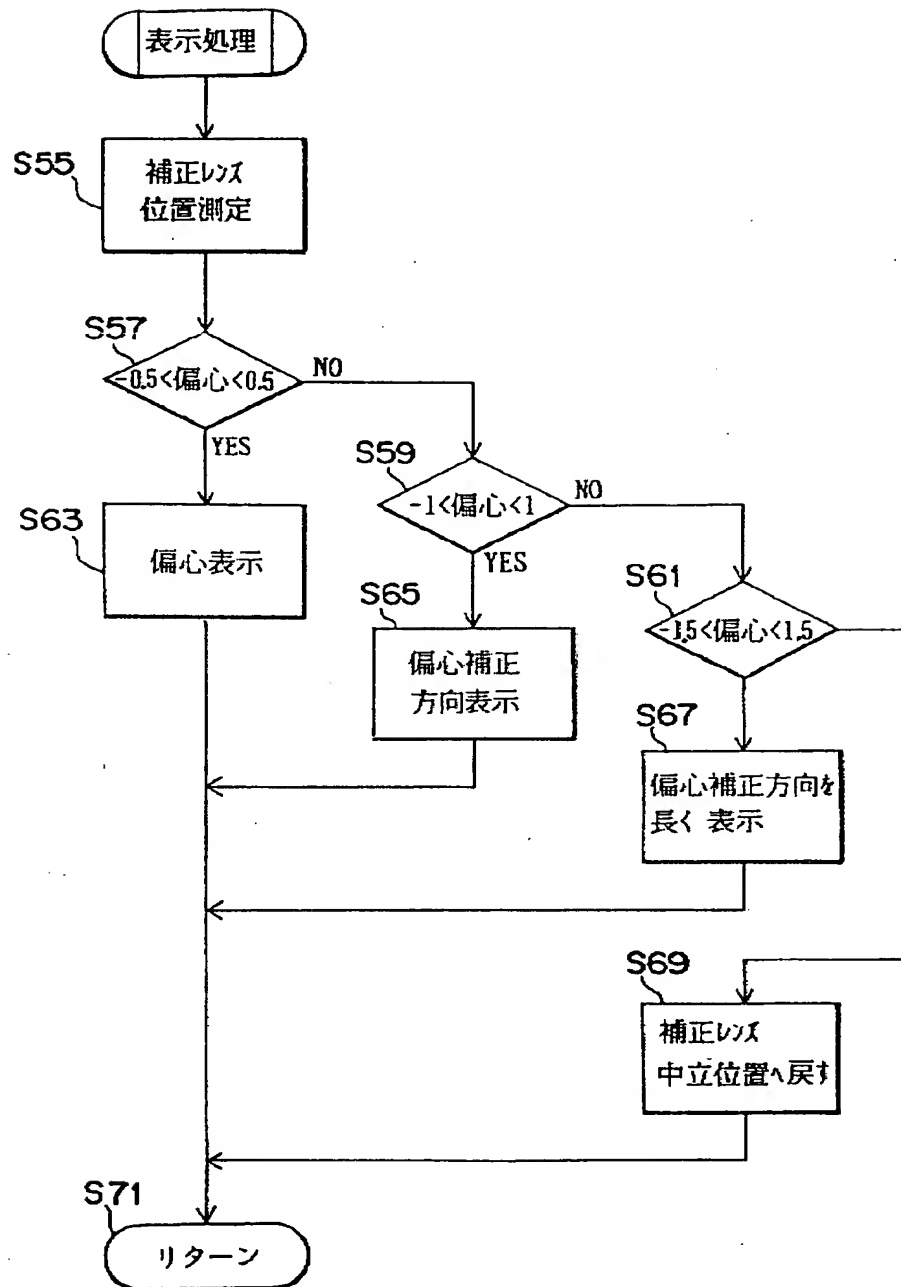 表示処理
S55
補正レンズ
位置測定
S57
-0.5<偏心<0.5
NO
YES
S59
-1<偏心<1
NO
YES
S63
偏心表示
S65
偏心補正
方向表示
S61
-1.5<偏心<1.5
S67
偏心補正方向を
長く表示
S69
補正レンズ
中立位置へ戻す
S71
リターン